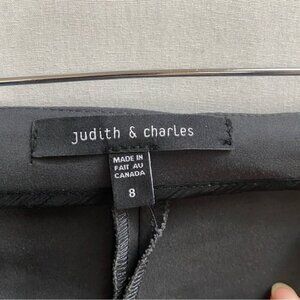 judith & charles
MADE IN
FAIT AU
CANADA
8